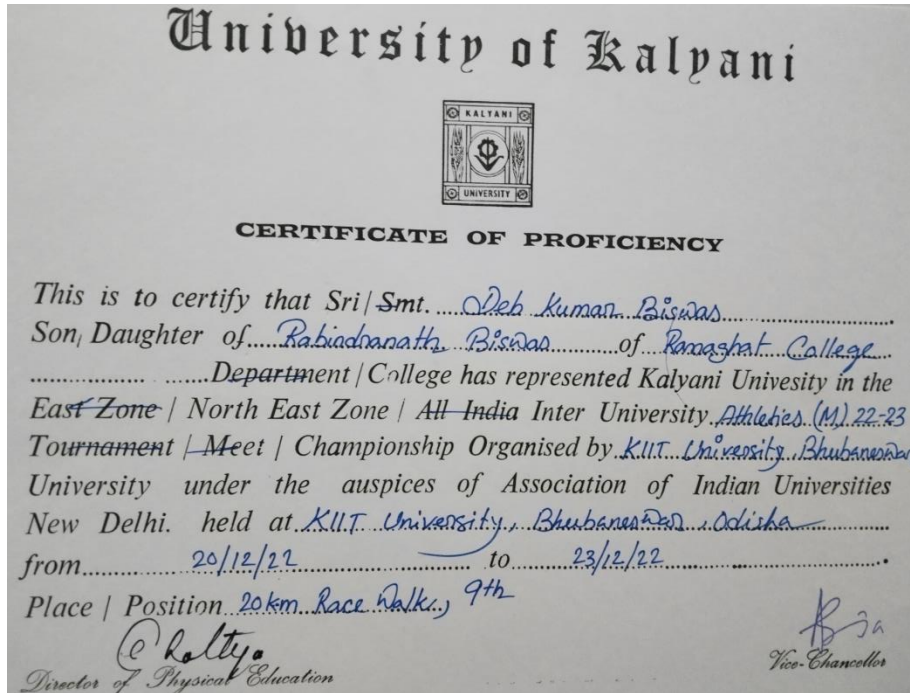 University of Kalyani
KALYANI
UNIVERSITY
CERTIFICATE OF PROFICIENCY
This is to certify that Sri / Smt. Deb Kumar Biswas
Son, Daughter of Rabindranath Biswas of Ranaghat College
Department / College has represented Kalyani Univesity in the
East Zone / North East Zone / All India Inter University Athletics (M) 22-23
Tournament / Meet / Championship Organised by KIIT University, Bhubaneswar
University under the auspices of Association of Indian Universities
New Delhi. held at KIIT University, Bhubaneswar, Odisha
from 20/12/22 to 23/12/22
Place / Position 20km Race Walk, 9th
Director of Physical Education
Vice-Chancellor